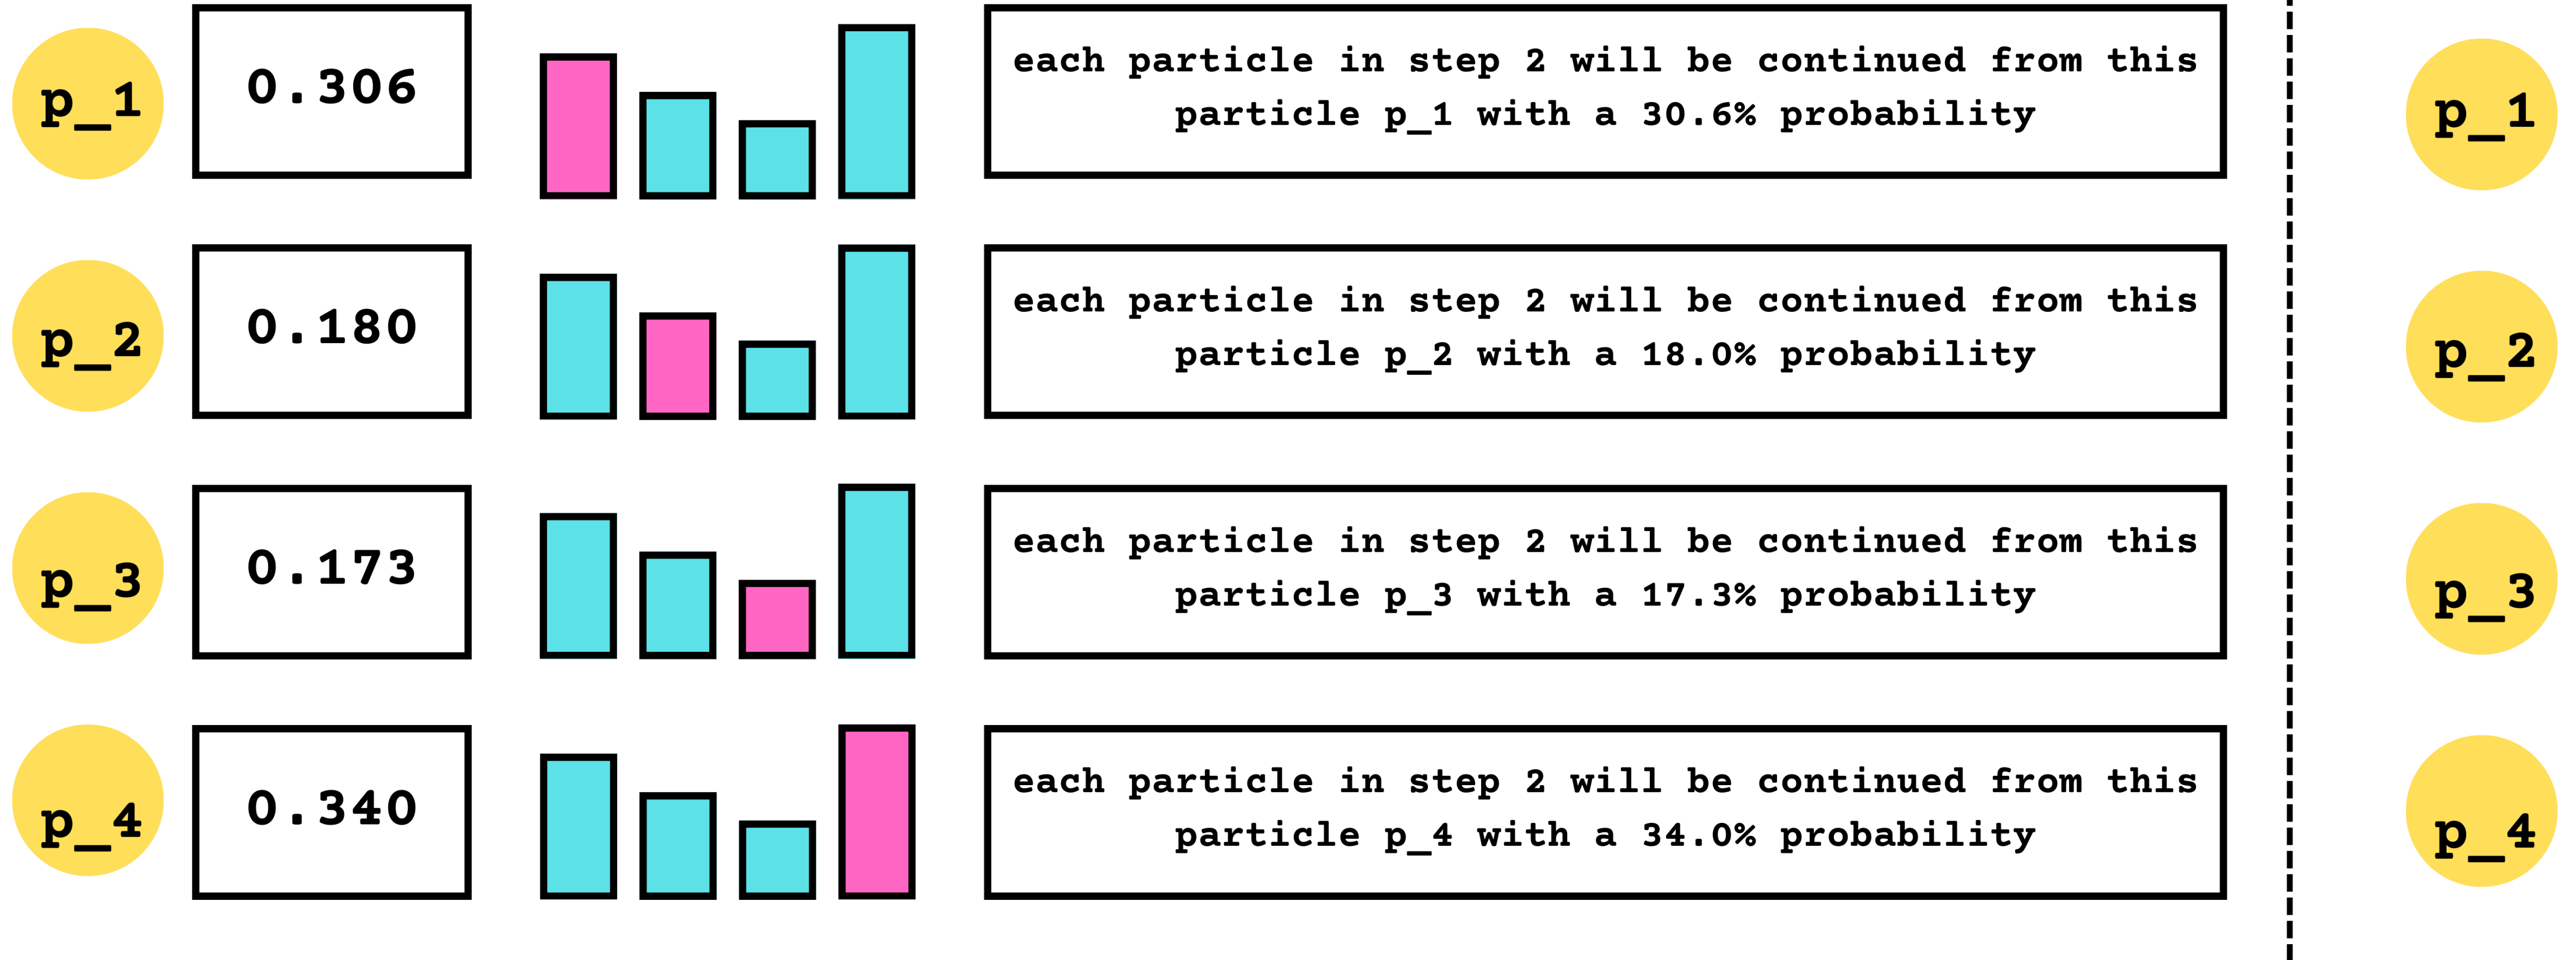 p_1
0.306
each particle in step 2 will be continued from this
particle p_1 with a 30.6% probability
p_1
p_2
0.180
each particle in step 2 will be continued from this
particle p_2 with a 18.0% probability
p_2
p_3
0.173
each particle in step 2 will be continued from this
particle p_3 with a 17.3% probability
p_3
p_4
0.340
each particle in step 2 will be continued from this
particle p_4 with a 34.0% probability
p_4